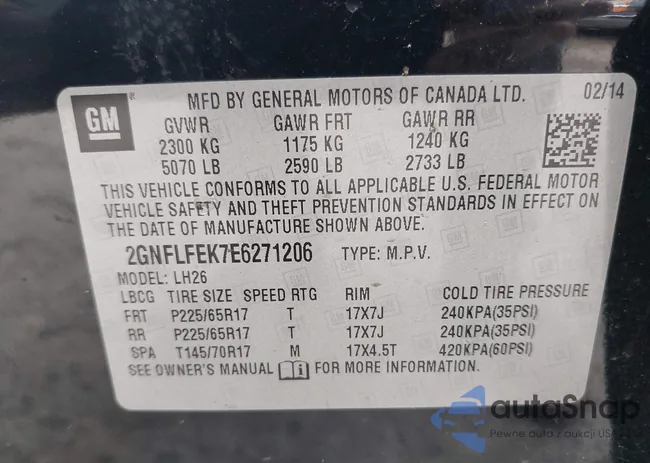 GM
MFD BY GENERAL MOTORS OF CANADA LTD. 02/14
GVWR GAWR FRT GAWR RR
2300 KG 1175 KG 1240 KG
5070 LB 2590 LB 2733 LB
THIS VEHICLE CONFORMS TO ALL APPLICABLE U.S. FEDERAL MOTOR
VEHICLE SAFETY AND THEFT PREVENTION STANDARDS IN EFFECT ON
THE DATE OF MANUFACTURE SHOWN ABOVE.
2GNFLFEK7E6271206 TYPE: M.P.V.
MODEL: LH26
LBCG TIRE SIZE SPEED RTG RIM COLD TIRE PRESSURE
FRT P225/65R17 T 17X7J 240KPA(35PSI)
RR P225/65R17 T 17X7J 240KPA(35PSI)
SPA T145/70R17 M 17X4.5T 420KPA(60PSI)
SEE OWNER'S MANUAL FOR MORE INFORMATION.
autoSnap
Pewne auto z aukcji USA